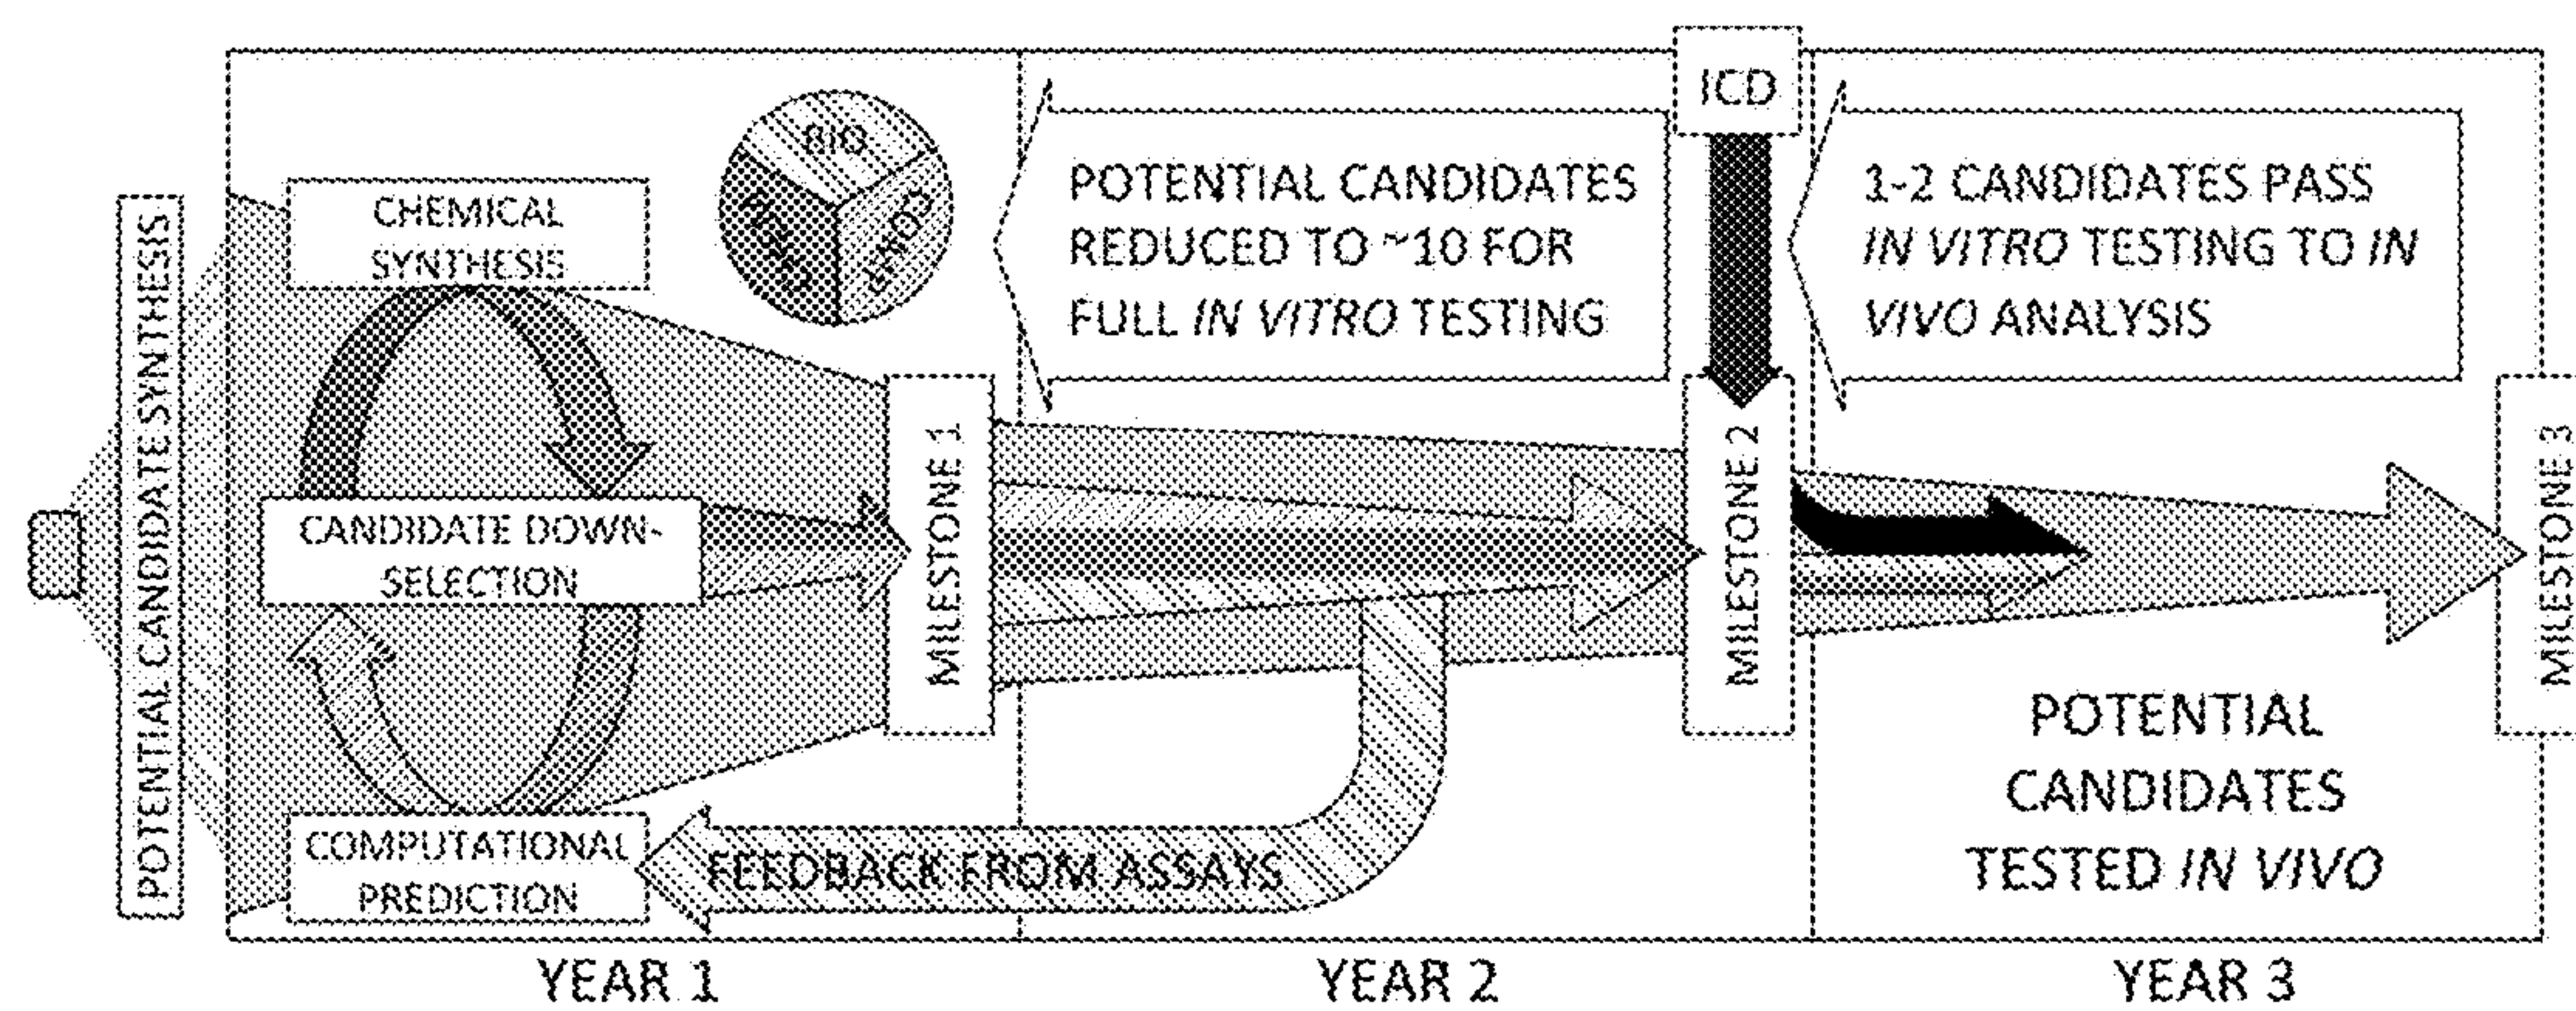 POTENTIAL CANDIDATE SYNTHESIS
CHEMICAL
SYNTHESIS
CANDIDATE DOWN-
SELECTION
COMPUTATIONAL
PREDICTION
BIO
COMP
MILESTONE 1
POTENTIAL CANDIDATES
REDUCED TO ~10 FOR
FULL IN VITRO TESTING
FEEDBACK FROM ASSAYS
ICD
MILESTONE 2
1-2 CANDIDATES PASS
IN VITRO TESTING TO IN
VIVO ANALYSIS
POTENTIAL
CANDIDATES
TESTED IN VIVO
MILESTONE 3
YEAR 1
YEAR 2
YEAR 3